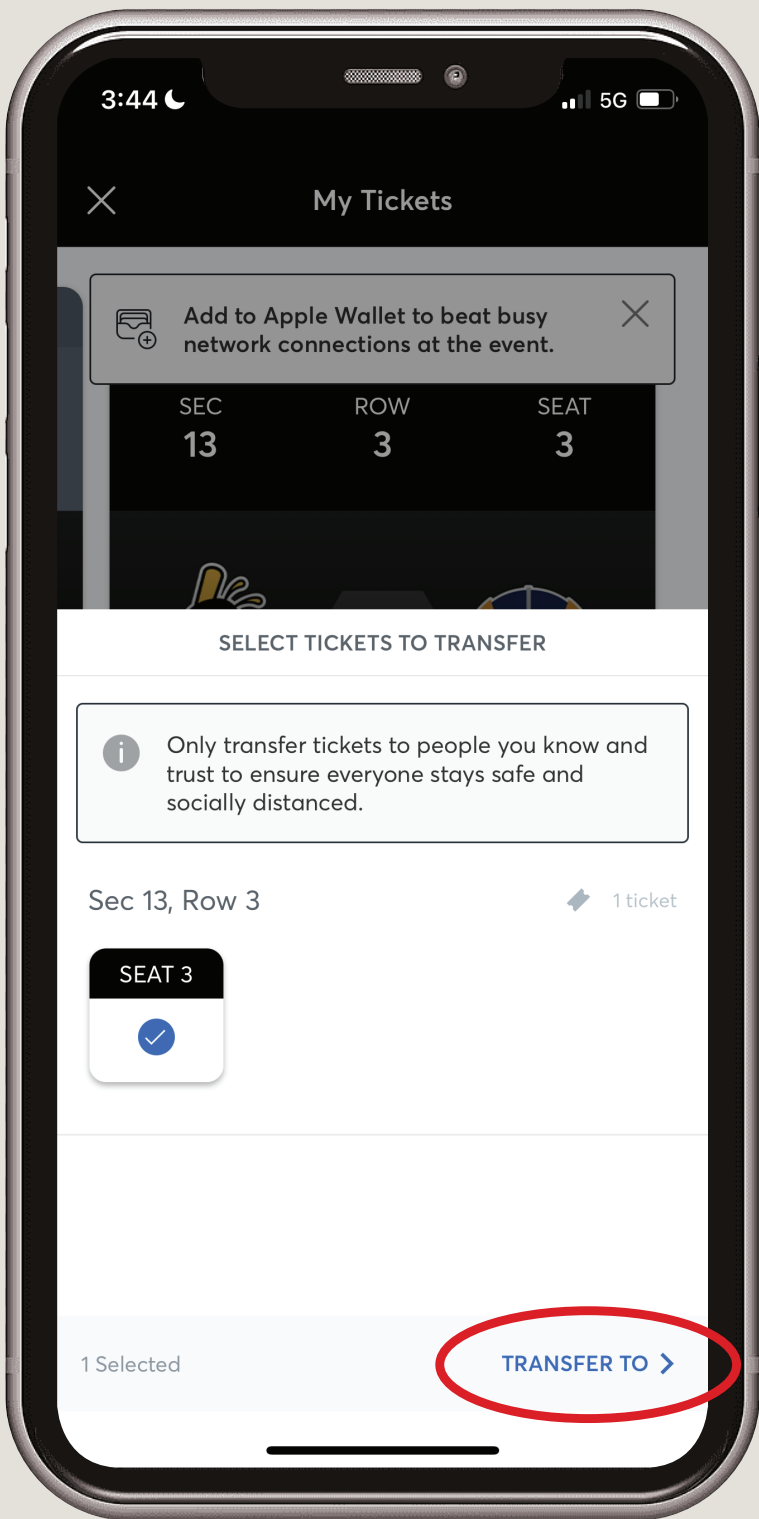 3:44
5G
My Tickets
Add to Apple Wallet to beat busy
network connections at the event.
SEC ROW SEAT
13 3 3
SELECT TICKETS TO TRANSFER
Only transfer tickets to people you know and
trust to ensure everyone stays safe and
socially distanced.
Sec 13, Row 3
1 ticket
SEAT 3
1 Selected
TRANSFER TO